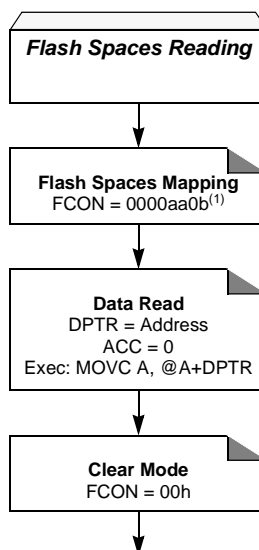 Flash Spaces Reading
Flash Spaces Mapping
FCON = 0000aa0b(1)
Data Read
DPTR = Address
ACC = 0
Exec: MOVC A, @A+DPTR
Clear Mode
FCON = 00h